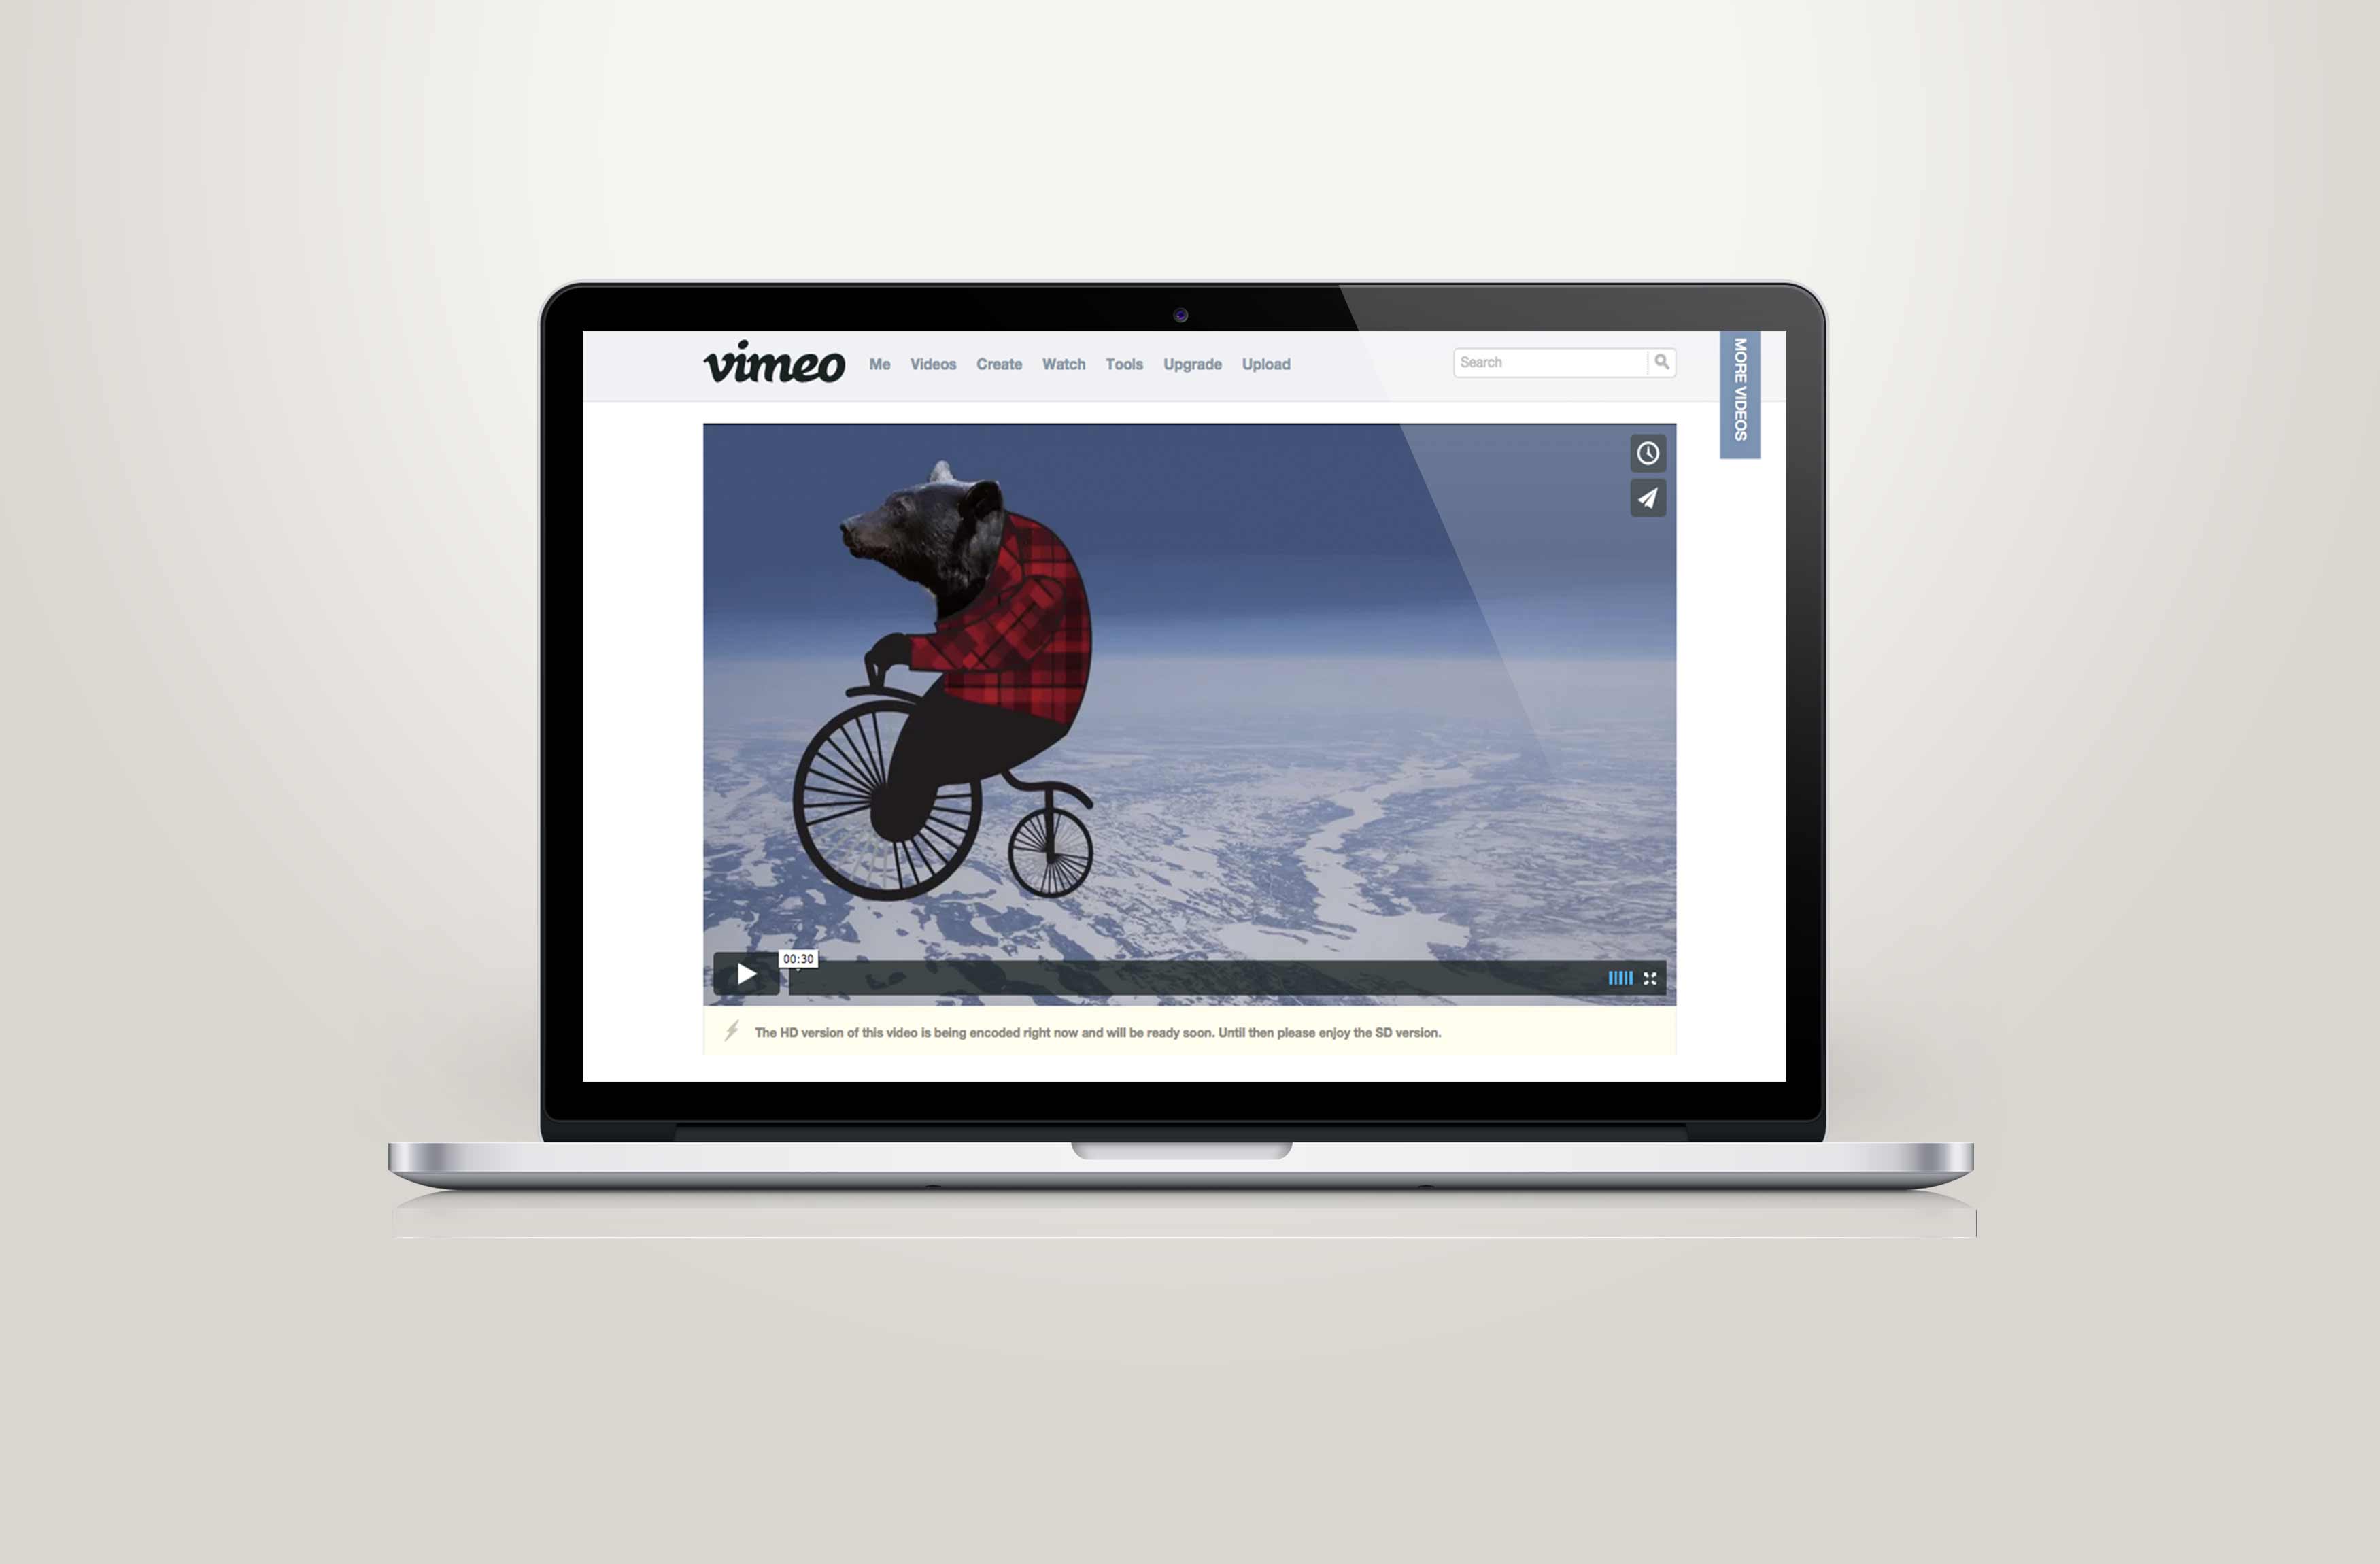 vimeo
Me Videos Create Watch Tools Upgrade Upload
Search
MORE VIDEOS
00:30
The HD version of this video is being encoded right now and will be ready soon. Until then please enjoy the SD version.